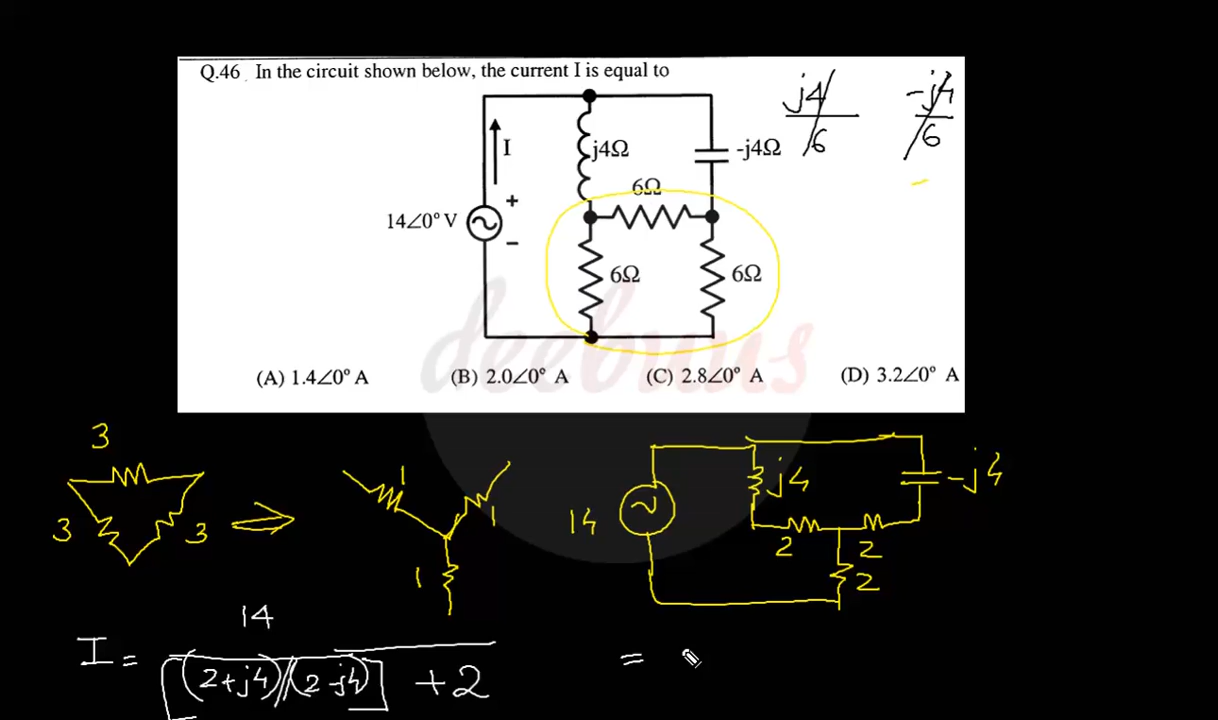 Q.46 In the circuit shown below, the current I is equal to
j4/6 -j4/6
I
j4Ω -j4Ω
6Ω
14∠0° V + -
6Ω 6Ω
deebuus
(A) 1.4∠0° A (B) 2.0∠0° A (C) 2.8∠0° A (D) 3.2∠0° A
3 3 3 ⇒ 1 1 1
14 j4 -j4
2 2 2
I = 14 / [(2+j4)//(2-j4)] + 2 =